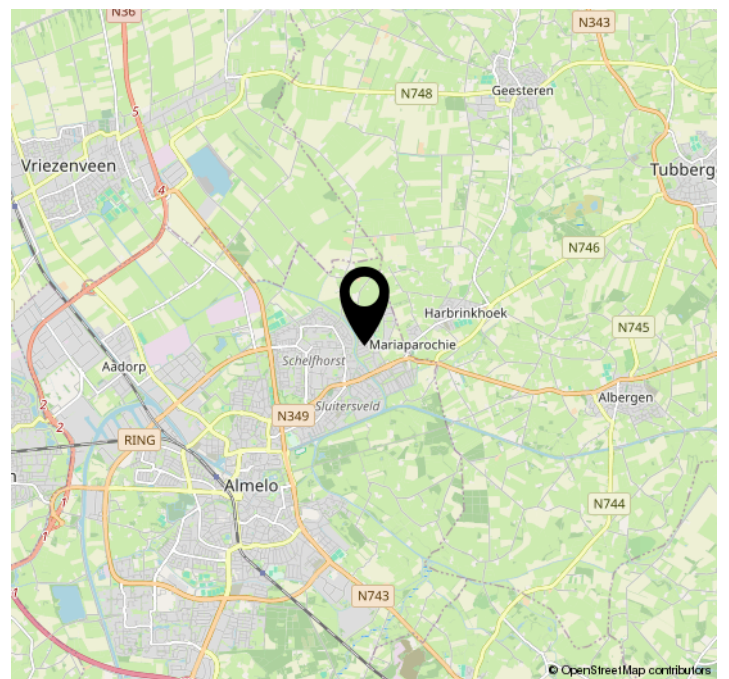 N36
N343
N748
Geesteren
5
Vriezenveen
Tubberg
4
N746
Harbrinkhoek
N745
Mariaparochie
Schelfhorst
Aadorp
Albergen
2
Sluitersveld
N349
2
RING
n
Almelo
1
N744
1
1
N743
© OpenStreetMap contributors